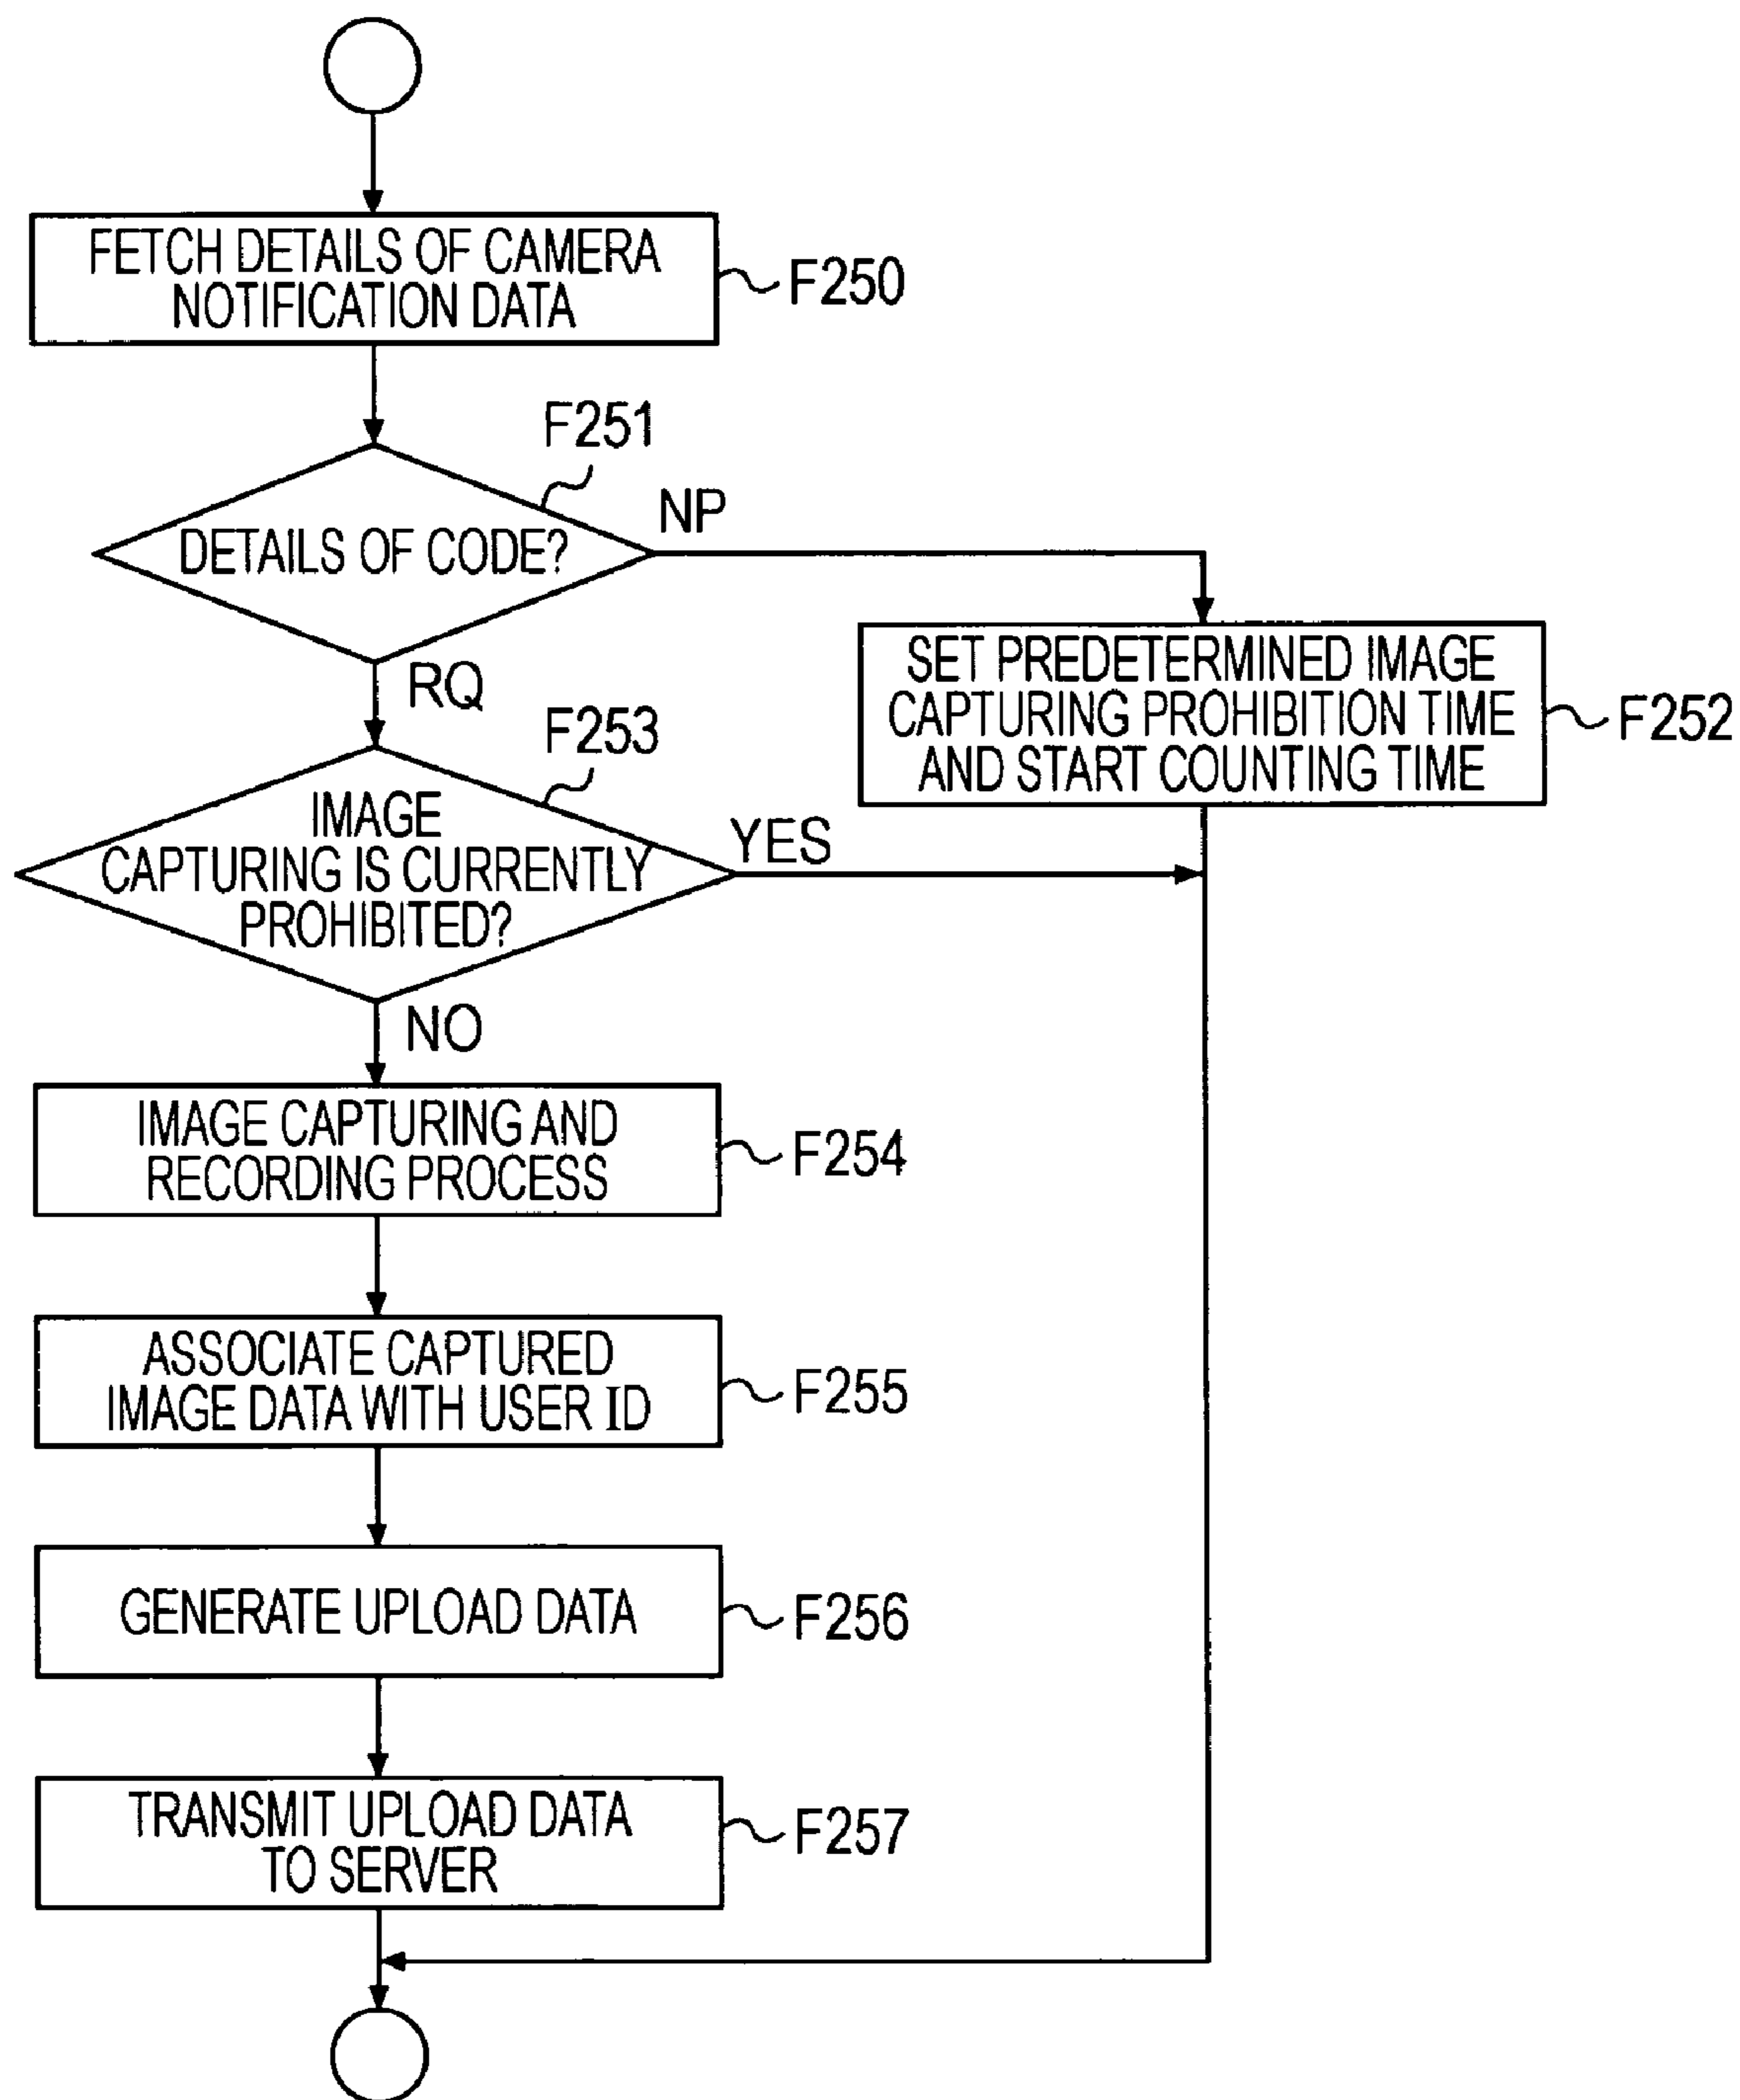 FETCH DETAILS OF CAMERA
NOTIFICATION DATA
F250
F251
DETAILS OF CODE?
NP
RQ
SET PREDETERMINED IMAGE
CAPTURING PROHIBITION TIME
AND START COUNTING TIME
F252
F253
IMAGE
CAPTURING IS CURRENTLY
PROHIBITED?
YES
NO
IMAGE CAPTURING AND
RECORDING PROCESS
F254
ASSOCIATE CAPTURED
IMAGE DATA WITH USER ID
F255
GENERATE UPLOAD DATA
F256
TRANSMIT UPLOAD DATA
TO SERVER
F257